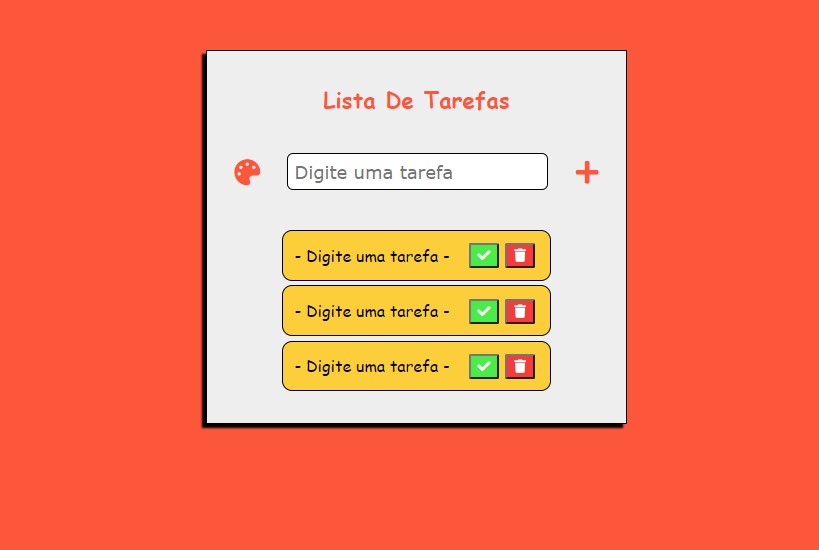 Lista De Tarefas
Digite uma tarefa
- Digite uma tarefa -
- Digite uma tarefa -
- Digite uma tarefa -